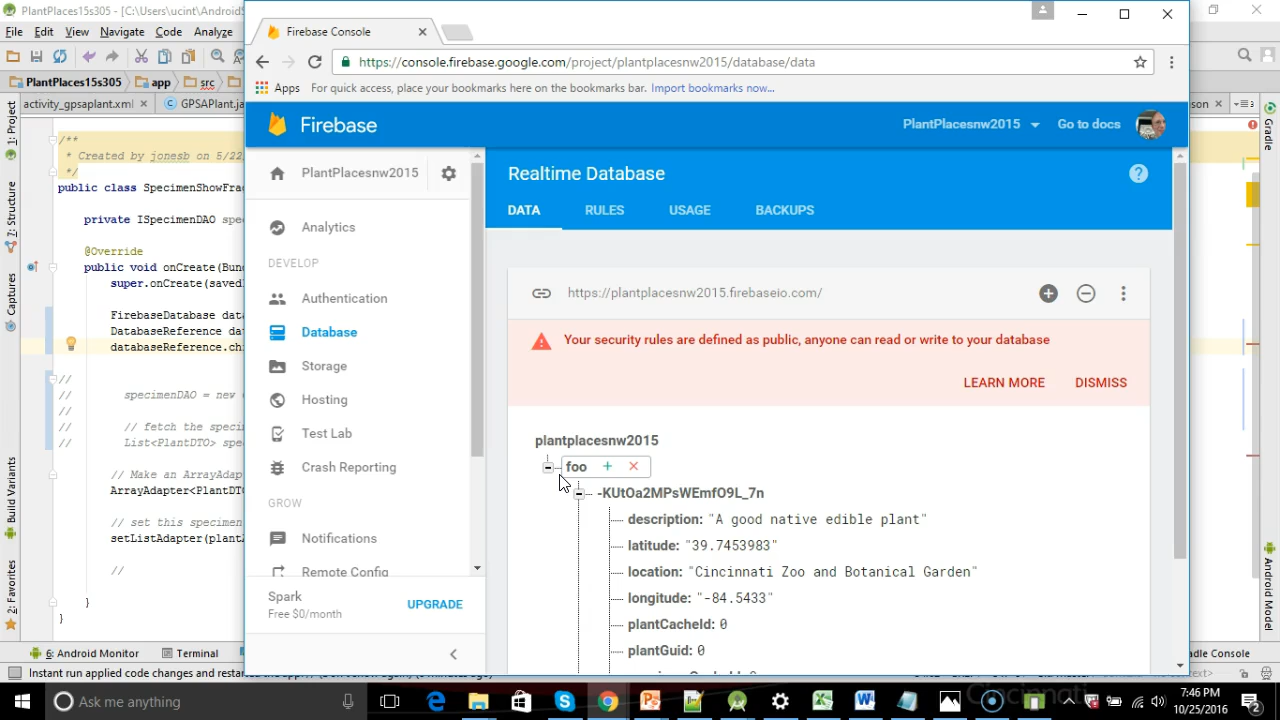 PlantPlaces15s305 - [C:\Users\ucint\AndroidS
File Edit View Navigate Code Analyze
PlantPlaces15s305 app src
activity_gpsaplant.xml GPSAPlant.ja
1: Project
7: Structure
Captures
Build Variants
2: Favorites
/**
* Created by jonesb on 5/22
*/
public class SpecimenShowFra
private ISpecimenDAO spe
@Override
public void onCreate(Bun
super.onCreate(saved
FirebaseDatabase dat
DatabaseReference da
databaseReference.ch
//
// specimenDAO = new
//
// // fetch the speci
// List<PlantDTO> spe
// Make an ArrayAdap
ArrayAdapter<PlantDT
// set this specimen
setListAdapter(plant
//
}
}
6: Android Monitor Terminal
Instant run applied code changes and restarted
Firebase Console
https://console.firebase.google.com/project/plantplacesnw2015/database/data
Apps For quick access, place your bookmarks here on the bookmarks bar. Import bookmarks now...
Firebase
PlantPlacesnw2015 Go to docs
PlantPlacesnw2015
Analytics
DEVELOP
Authentication
Database
Storage
Hosting
Test Lab
Crash Reporting
GROW
Notifications
Remote Config
Spark
Free $0/month
UPGRADE
Realtime Database
DATA RULES USAGE BACKUPS
https://plantplacesnw2015.firebaseio.com/
Your security rules are defined as public, anyone can read or write to your database
LEARN MORE DISMISS
plantplacesnw2015
foo
-KUtOa2MPsWEmfO9L_7n
description: "A good native edible plant"
latitude: "39.7453983"
location: "Cincinnati Zoo and Botanical Garden"
longitude: "-84.5433"
plantCacheId: 0
plantGuid: 0
son
Gradle
Android Model
dle Console
Ask me anything
Cincinnati
7:46 PM
10/25/2016
2